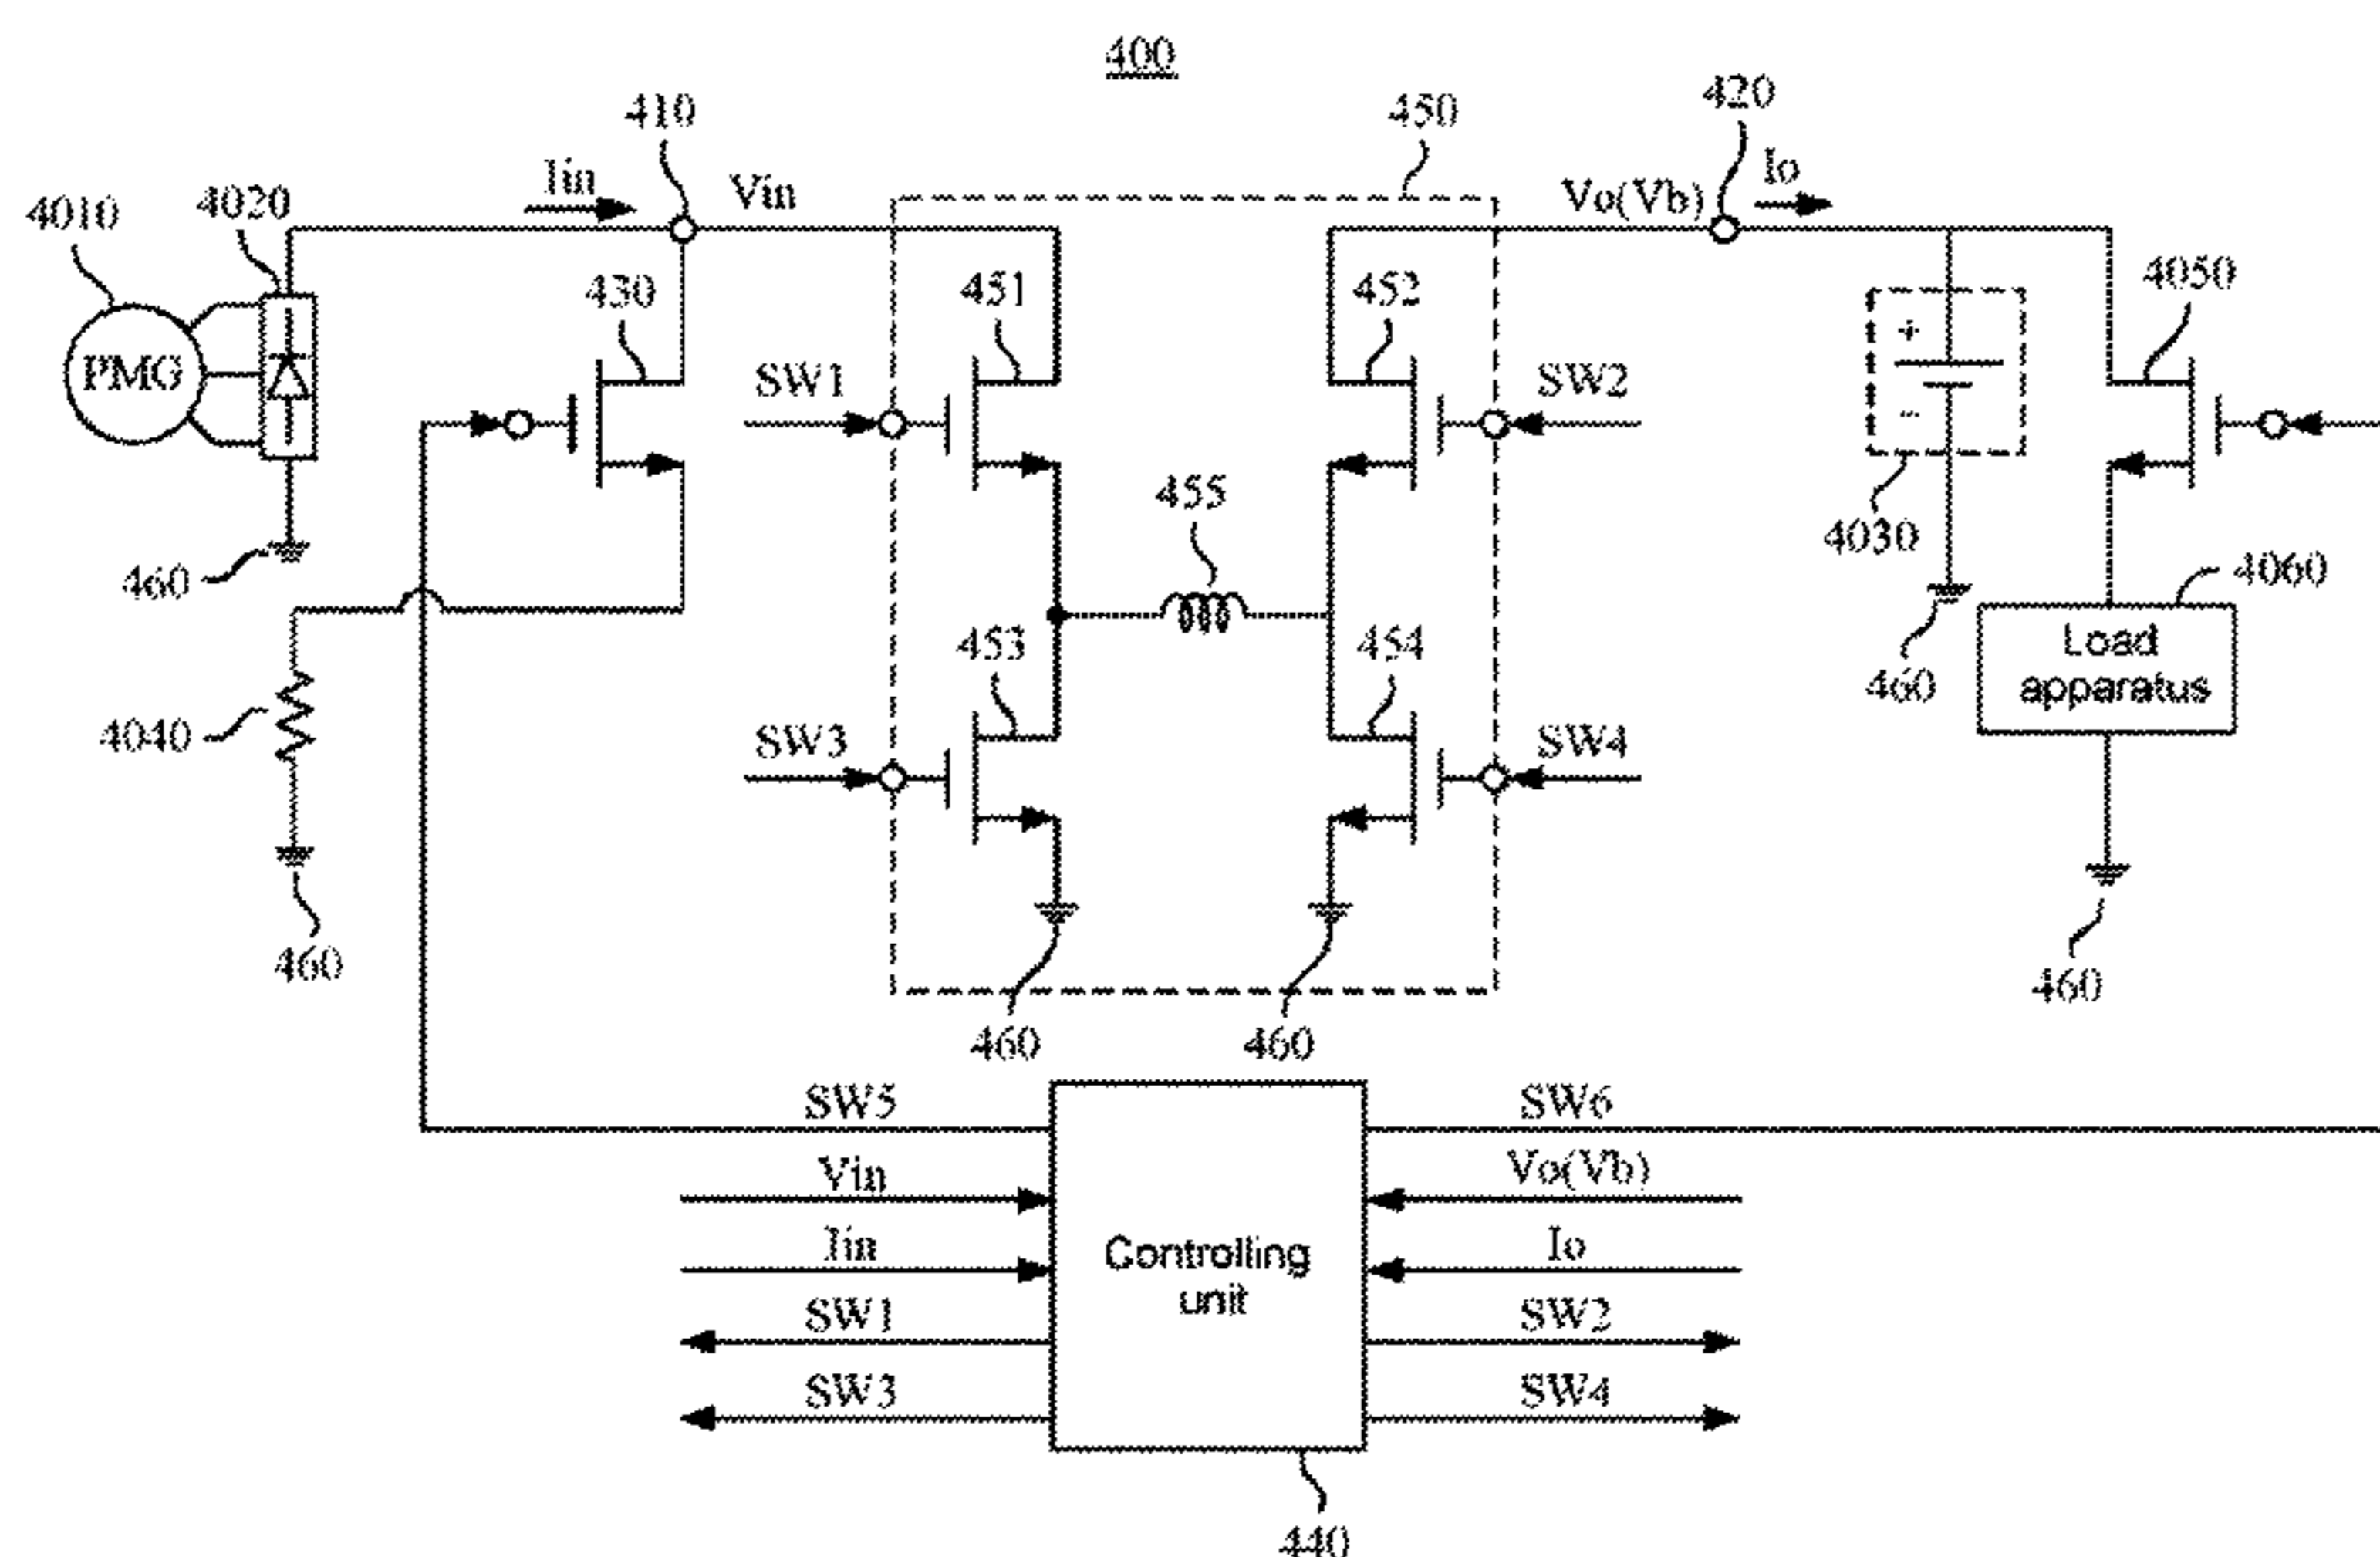 400
410
450
420
Iin
Vin
Vo(Vb)
Io
4010
4020
430
451
452
4050
PMG
SW1
SW2
+
-
455
4030
460
4060
453
454
Load
apparatus
4040
SW3
SW4
460
460
460
460
460
SW5
SW6
Vin
Vo(Vb)
Iin
Io
Controlling
unit
SW1
SW2
SW3
SW4
440